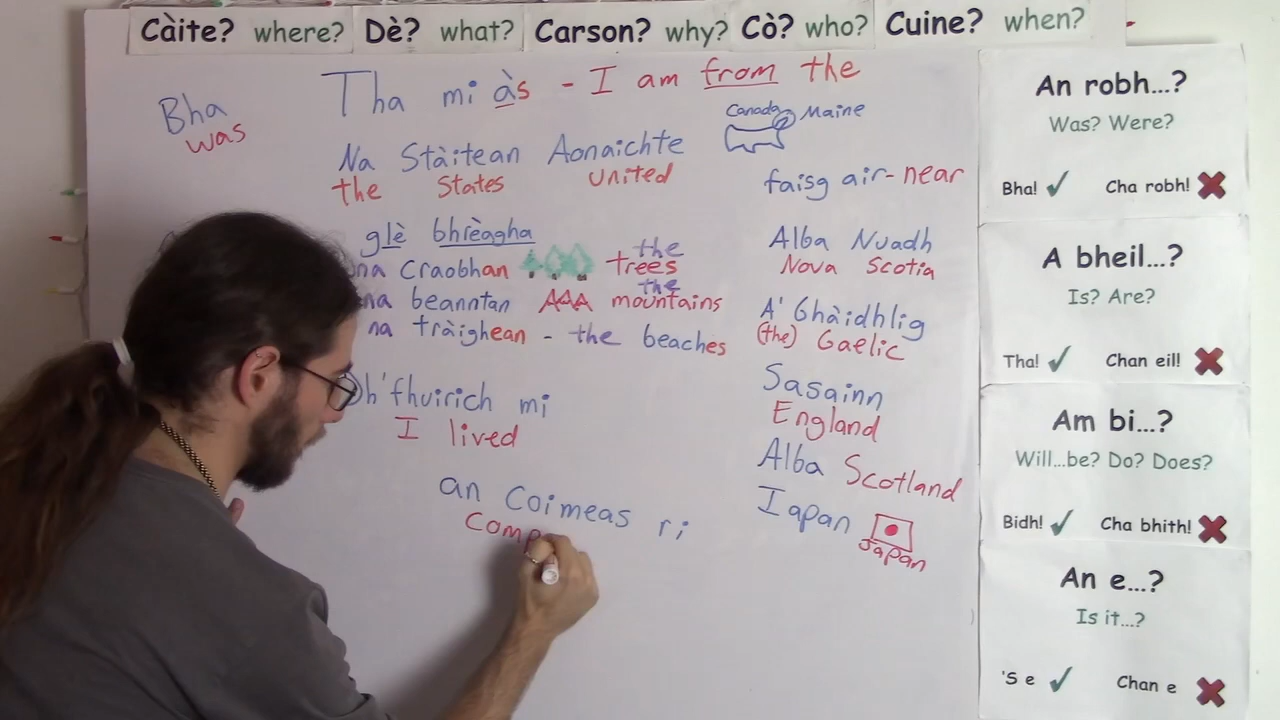 Càite? where? Dè? what? Carson? why? Cò? who? Cuine? when?
Bha
was
Tha mi às - I am from the
Na Stàitean Aonaichte
the States United
Canada Maine
faisg air - near
glè bhrèagha
na Craobhan the trees
na beanntan the mountains
na tràighean - the beaches
Alba Nuadh
Nova Scotia
A' Ghàidhlig
(the) Gaelic
Dh'fhuirich mi
I lived
Sasainn
England
Alba Scotland
Iapan Japan
an Coimeas ri
Comp
An robh...?
Was? Were?
Bha! Cha robh!
A bheil...?
Is? Are?
Tha! Chan eil!
Am bi...?
Will...be? Do? Does?
Bidh! Cha bhith!
An e...?
Is it...?
'S e Chan e